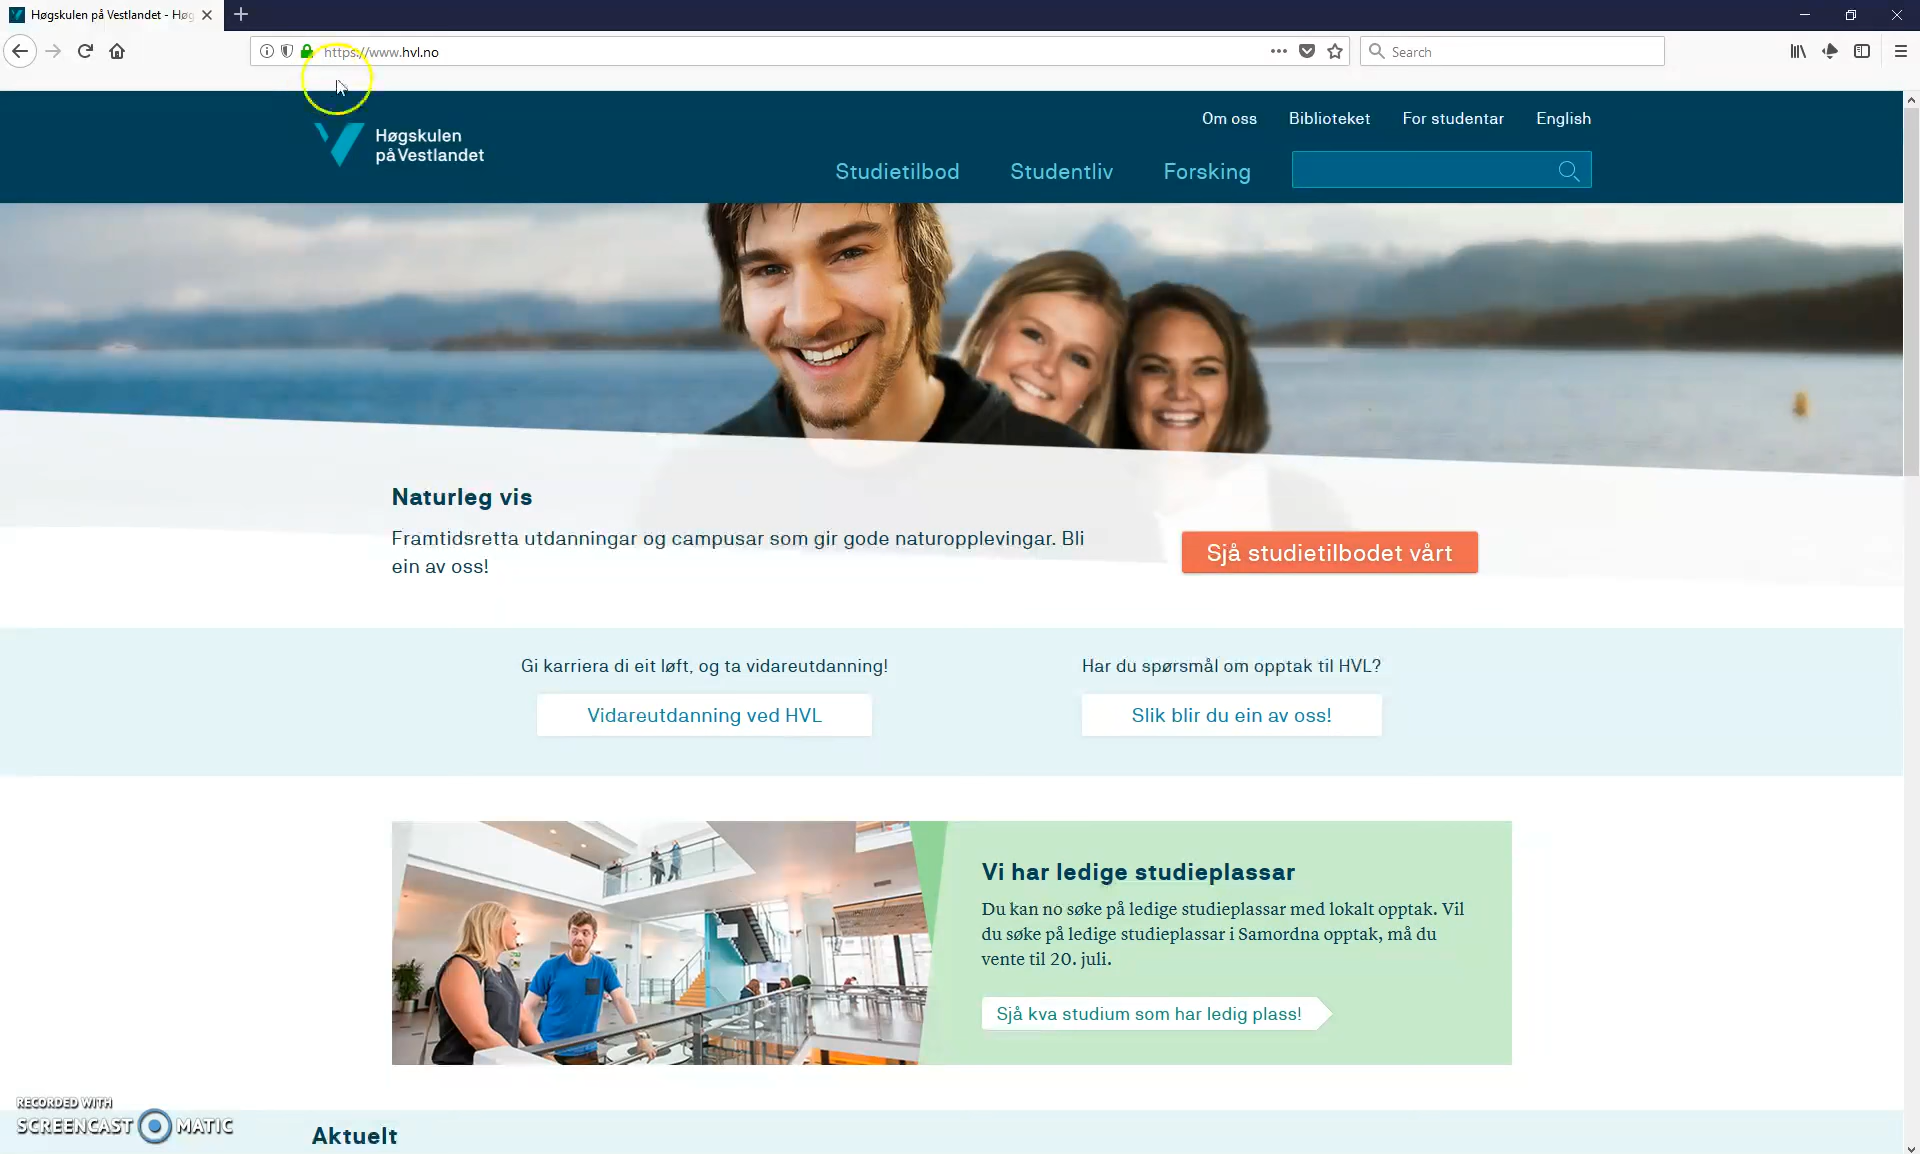 Høgskulen på Vestlandet - Høg
https://www.hvl.no
Search
Høgskulen
på Vestlandet
Om oss
Biblioteket
For studentar
English
Studietilbod
Studentliv
Forsking
Naturleg vis
Framtidsretta utdanningar og campusar som gir gode naturopplevingar. Bli
ein av oss!
Sjå studietilbodet vårt
Gi karriera di eit løft, og ta vidareutdanning!
Vidareutdanning ved HVL
Har du spørsmål om opptak til HVL?
Slik blir du ein av oss!
Vi har ledige studieplassar
Du kan no søke på ledige studieplassar med lokalt opptak. Vil
du søke på ledige studieplassar i Samordna opptak, må du
vente til 20. juli.
Sjå kva studium som har ledig plass!
RECORDED WITH
SCREENCAST MATIC
Aktuelt